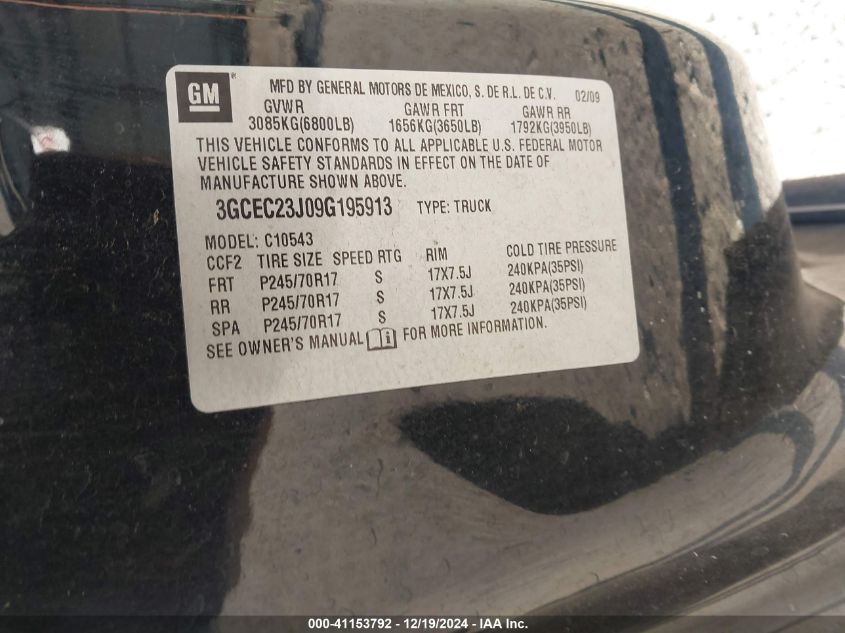 GM
MFD BY GENERAL MOTORS DE MEXICO, S. DE R.L. DE C.V. 02/09
GVWR GAWR FRT GAWR RR
3085KG(6800LB) 1656KG(3650LB) 1792KG(3950LB)
THIS VEHICLE CONFORMS TO ALL APPLICABLE U.S. FEDERAL MOTOR
VEHICLE SAFETY STANDARDS IN EFFECT ON THE DATE OF
MANUFACTURE SHOWN ABOVE.
3GCEC23J09G195913 TYPE: TRUCK
MODEL: C10543
CCF2 TIRE SIZE SPEED RTG RIM COLD TIRE PRESSURE
FRT P245/70R17 S 17X7.5J 240KPA(35PSI)
RR P245/70R17 S 17X7.5J 240KPA(35PSI)
SPA P245/70R17 S 17X7.5J 240KPA(35PSI)
SEE OWNER'S MANUAL FOR MORE INFORMATION.
000-41153792 - 12/19/2024 - IAA, Inc.